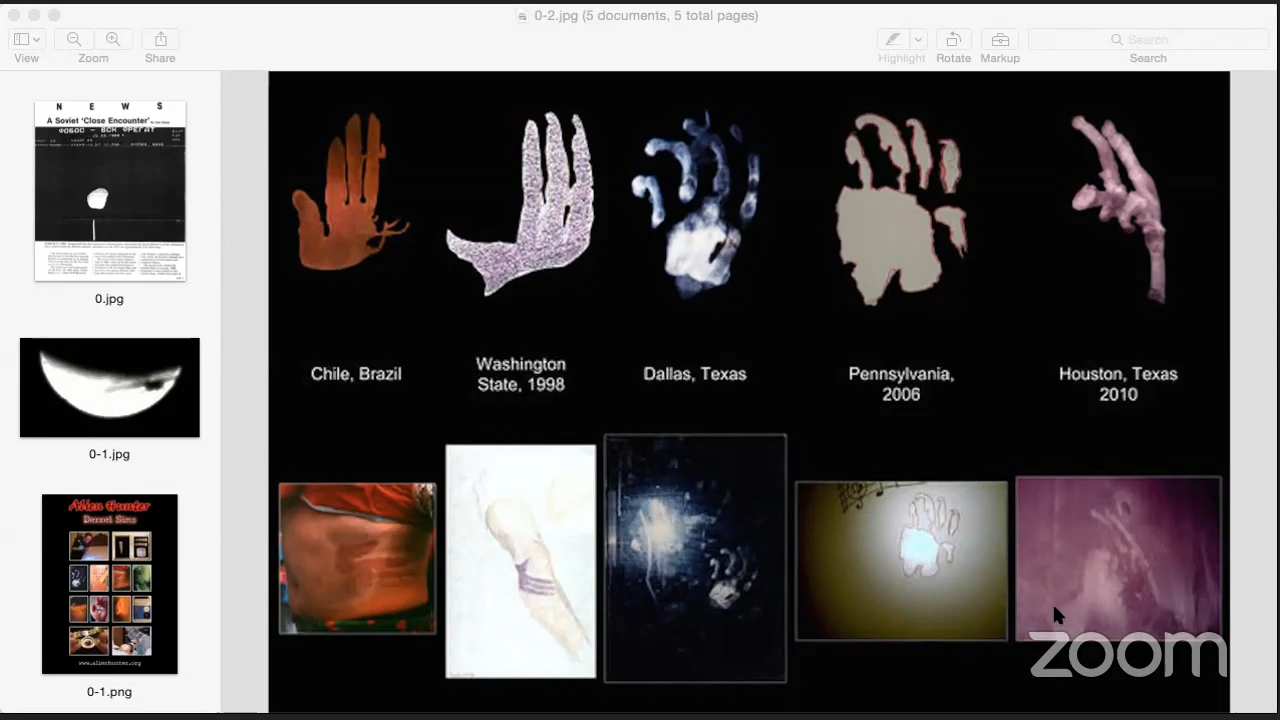 0-2.jpg (5 documents, 5 total pages)
View
Zoom
Share
Highlight
Rotate
Markup
Search
Search
N E W S
A Soviet 'Close Encounter'
0.jpg
0-1.jpg
Alien Hunter
Derrel Sims
www.alienhunter.org
0-1.png
Chile, Brazil
Washington
State, 1998
Dallas, Texas
Pennsylvania,
2006
Houston, Texas
2010
zoom